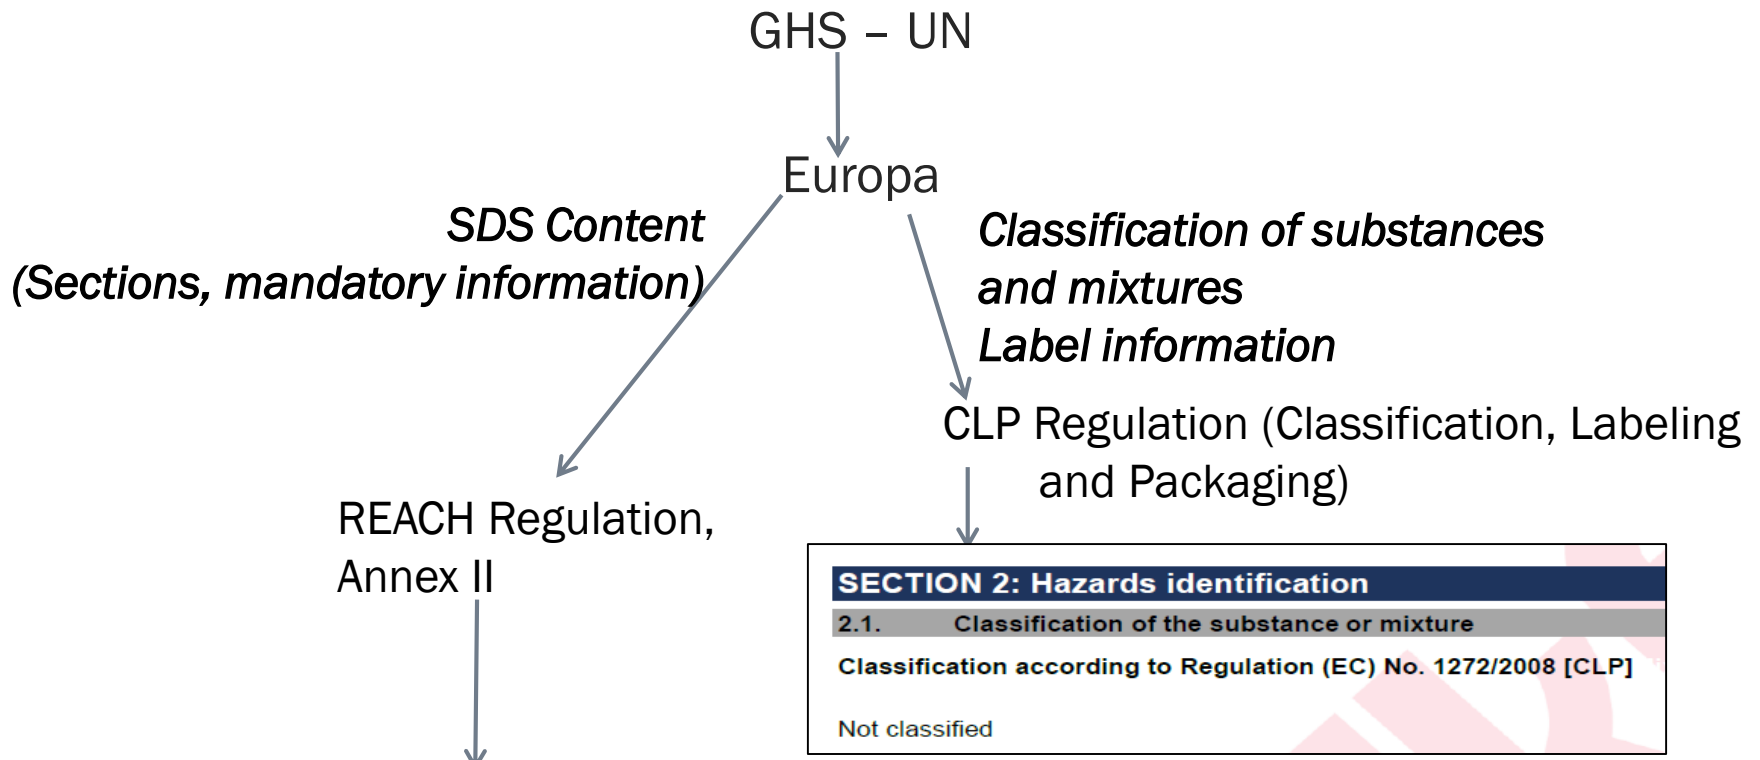 GHS – UN
Europa
SDS Content
(Sections, mandatory information)
Classification of substances
and mixtures
Label information
CLP Regulation (Classification, Labeling
and Packaging)
REACH Regulation,
Annex II
SECTION 2: Hazards identification
2.1. Classification of the substance or mixture
Classification according to Regulation (EC) No. 1272/2008 [CLP]
Not classified